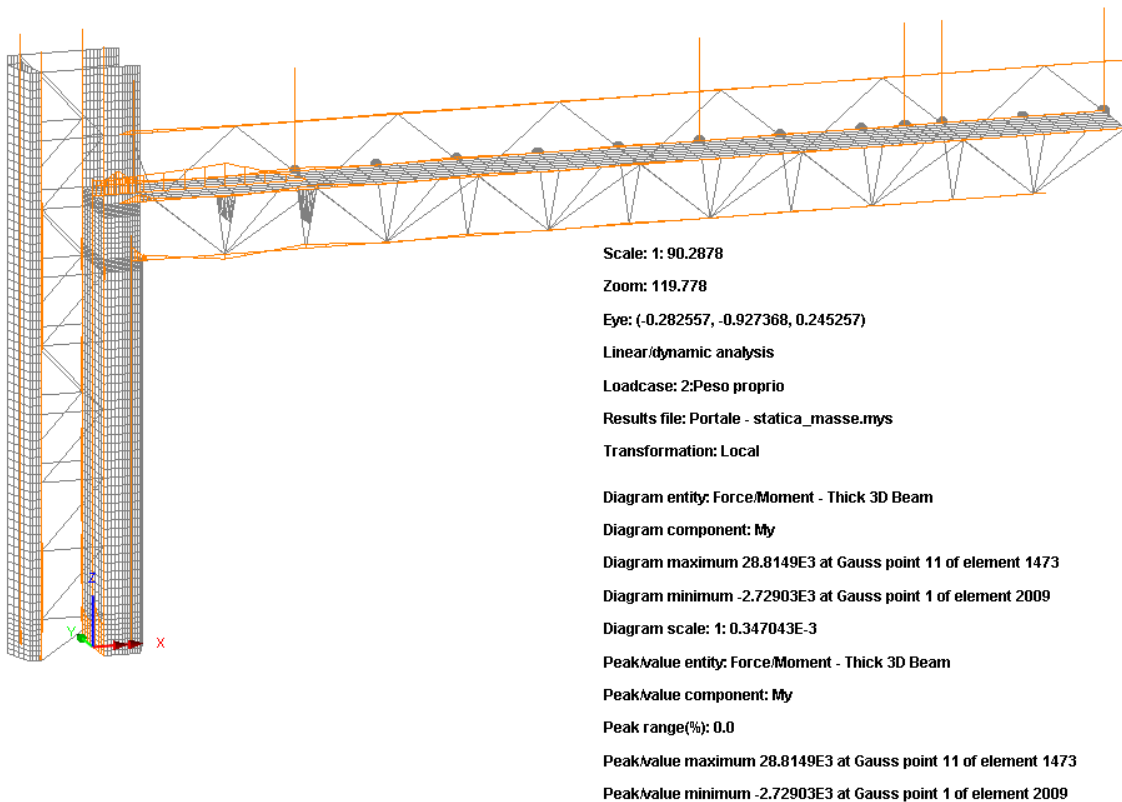 Scale: 1: 90.2878
Zoom: 119.778
Eye: (-0.282557, -0.927368, 0.245257)
Linear/dynamic analysis
Loadcase: 2:Peso proprio
Results file: Portale - statica_masse.mys
Transformation: Local
Diagram entity: Force/Moment - Thick 3D Beam
Diagram component: My
Diagram maximum 28.8149E3 at Gauss point 11 of element 1473
Diagram minimum -2.72903E3 at Gauss point 1 of element 2009
Diagram scale: 1: 0.347043E-3
Peak/value entity: Force/Moment - Thick 3D Beam
Peak/value component: My
Peak range(%): 0.0
Peak/value maximum 28.8149E3 at Gauss point 11 of element 1473
Peak/value minimum -2.72903E3 at Gauss point 1 of element 2009
Z
Y
X